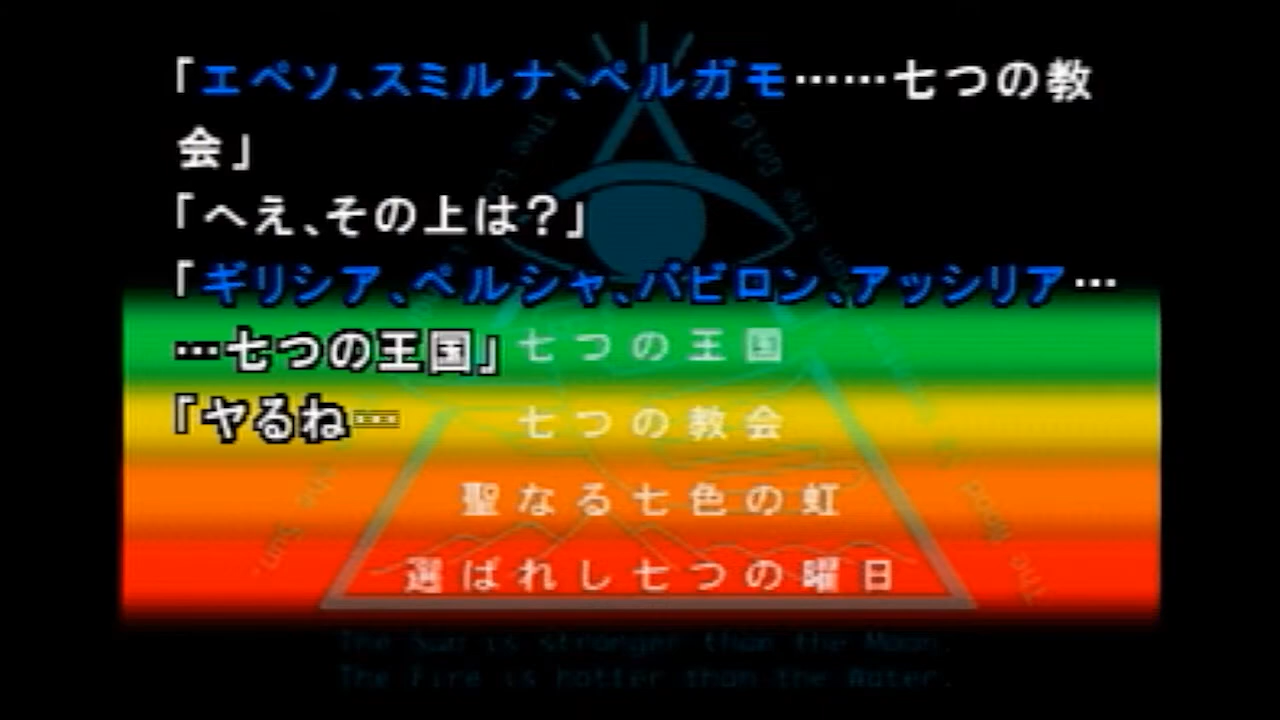 「エペソ、スミルナ、ペルガモ……七つの教
会」
「へえ、その上は？」
「ギリシア、ペルシャ、バビロン、アッシリア…
…七つの王国」
「ヤるね…
七つの王国
七つの教会
聖なる七色の虹
選ばれし七つの曜日
The Sun is stronger than the Moon.
The Fire is hotter than the Water.